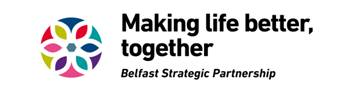 Making life better,
together
Belfast Strategic Partnership